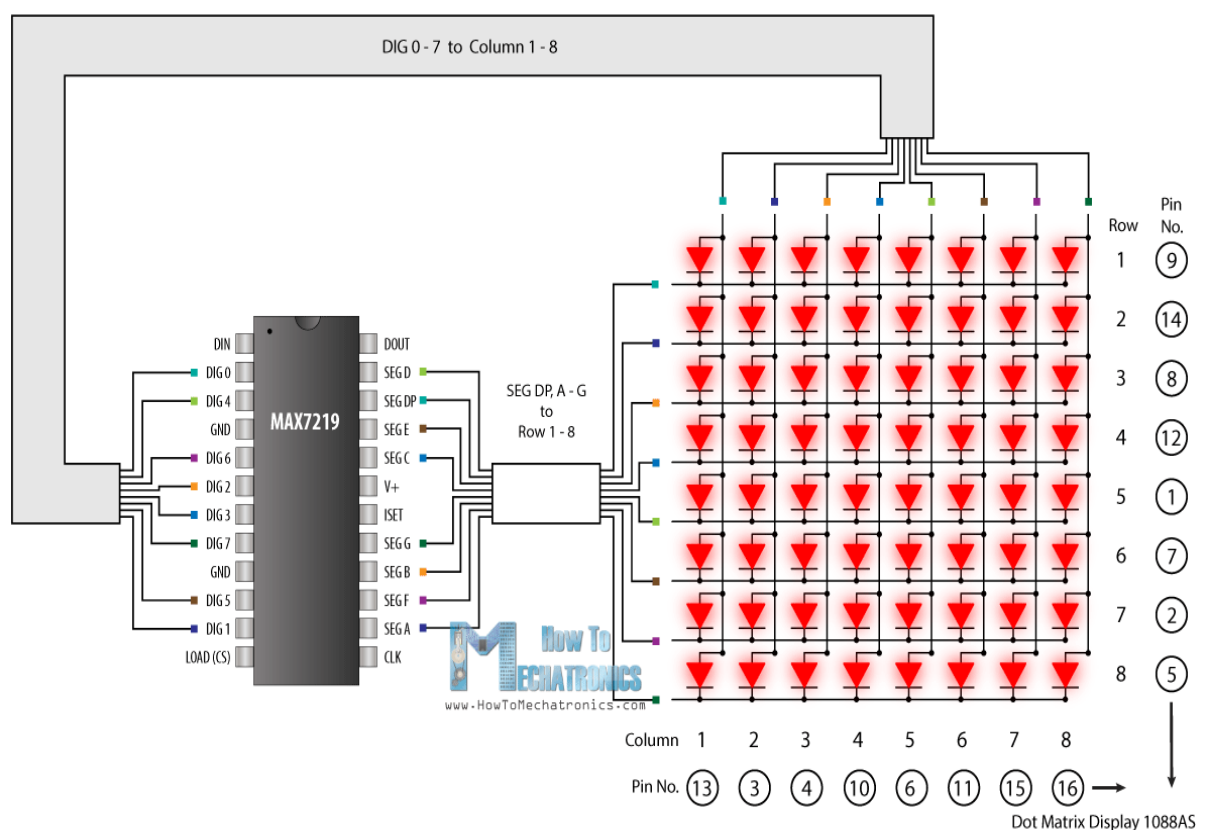 DIG 0 - 7 to Column 1 - 8
Pin
No.
Row
1 9
2 14
3 8
4 12
5 1
6 7
7 2
8 5
DIN
DIG 0
DIG 4
GND
DIG 6
DIG 2
DIG 3
DIG 7
GND
DIG 5
DIG 1
LOAD (CS)
MAX7219
DOUT
SEG D
SEG DP
SEG E
SEG C
V+
ISET
SEG G
SEG B
SEG F
SEG A
CLK
SEG DP, A - G
to
Row 1 - 8
How To
MECHATRONICS
www.HowToMechatronics.com
Column 1 2 3 4 5 6 7 8
Pin No. 13 3 4 10 6 11 15 16
Dot Matrix Display 1088AS